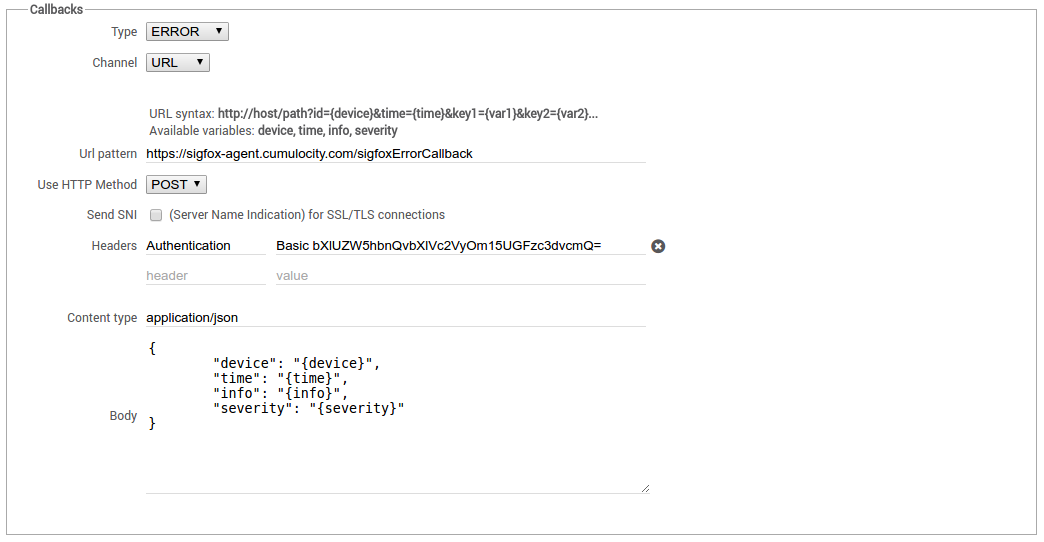 Callbacks
Type ERROR
Channel URL
URL syntax: http://host/path?id={device}&time={time}&key1={var1}&key2={var2}...
Available variables: device, time, info, severity
Url pattern https://sigfox-agent.cumulocity.com/sigfoxErrorCallback
Use HTTP Method POST
Send SNI (Server Name Indication) for SSL/TLS connections
Headers Authentication Basic bXlUZW5hbnQvbXlVc2VyOm15UGFzc3dvcmQ=
header value
Content type application/json
{
"device": "{device}",
"time": "{time}",
"info": "{info}",
"severity": "{severity}"
Body
}